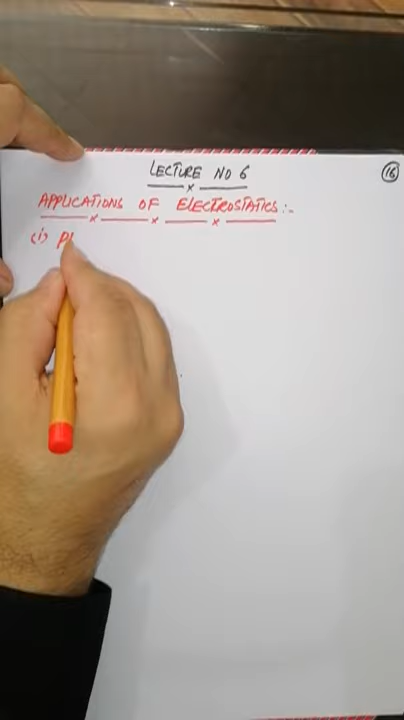 LECTURE NO 6
16
APPLICATIONS OF ELECTROSTATICS:-
(i) P